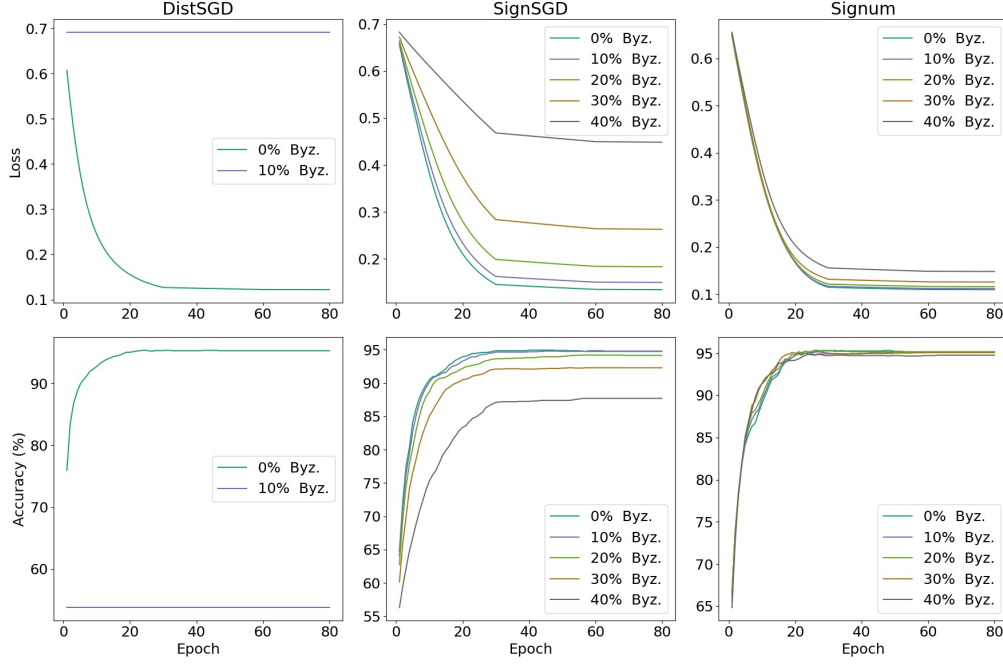 DistSGD
SignSGD
Signum
Loss
0.7
0.6
0.5
0.4
0.3
0.2
0.1
0 20 40 60 80
0% Byz.
10% Byz.
0.7
0.6
0.5
0.4
0.3
0.2
0 20 40 60 80
0% Byz.
10% Byz.
20% Byz.
30% Byz.
40% Byz.
0.6
0.5
0.4
0.3
0.2
0.1
0 20 40 60 80
0% Byz.
10% Byz.
20% Byz.
30% Byz.
40% Byz.
Accuracy (%)
90
80
70
60
0 20 40 60 80
Epoch
0% Byz.
10% Byz.
95
90
85
80
75
70
65
60
55
0 20 40 60 80
Epoch
0% Byz.
10% Byz.
20% Byz.
30% Byz.
40% Byz.
95
90
85
80
75
70
65
0 20 40 60 80
Epoch
0% Byz.
10% Byz.
20% Byz.
30% Byz.
40% Byz.